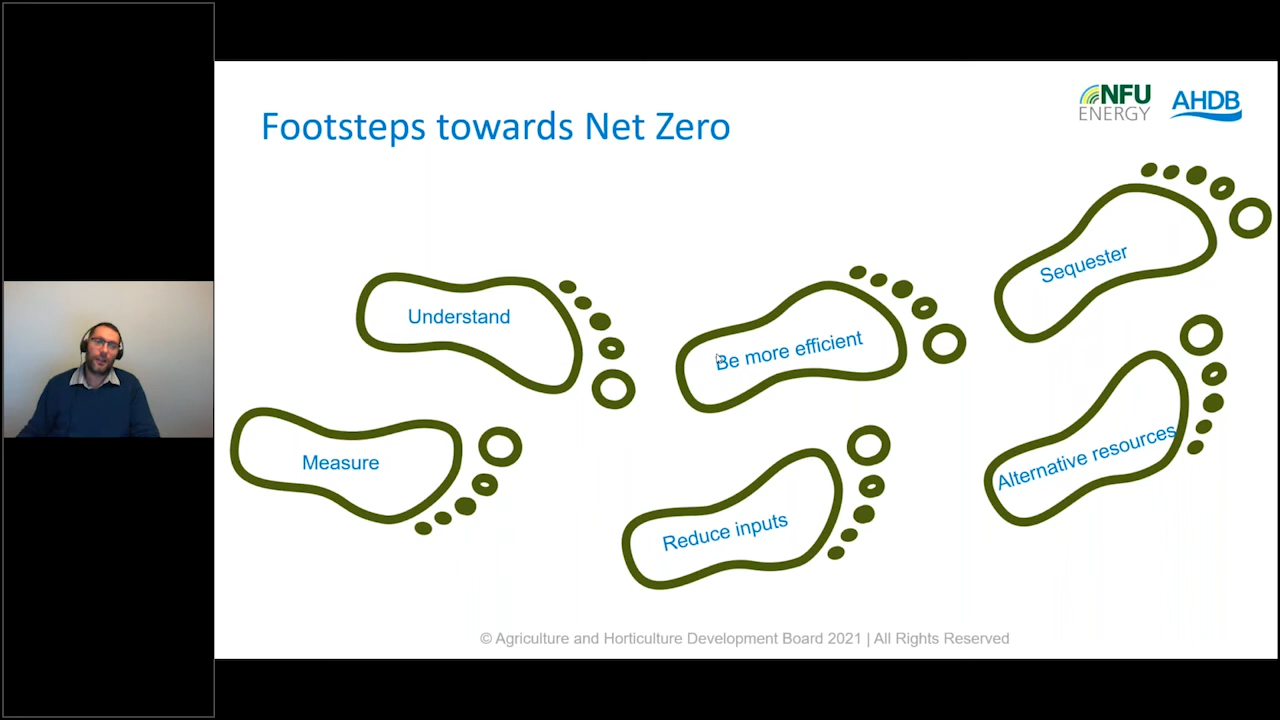 Footsteps towards Net Zero
NFU
ENERGY
AHDB
Understand
Be more efficient
Sequester
Measure
Reduce inputs
Alternative resources
© Agriculture and Horticulture Development Board 2021 | All Rights Reserved